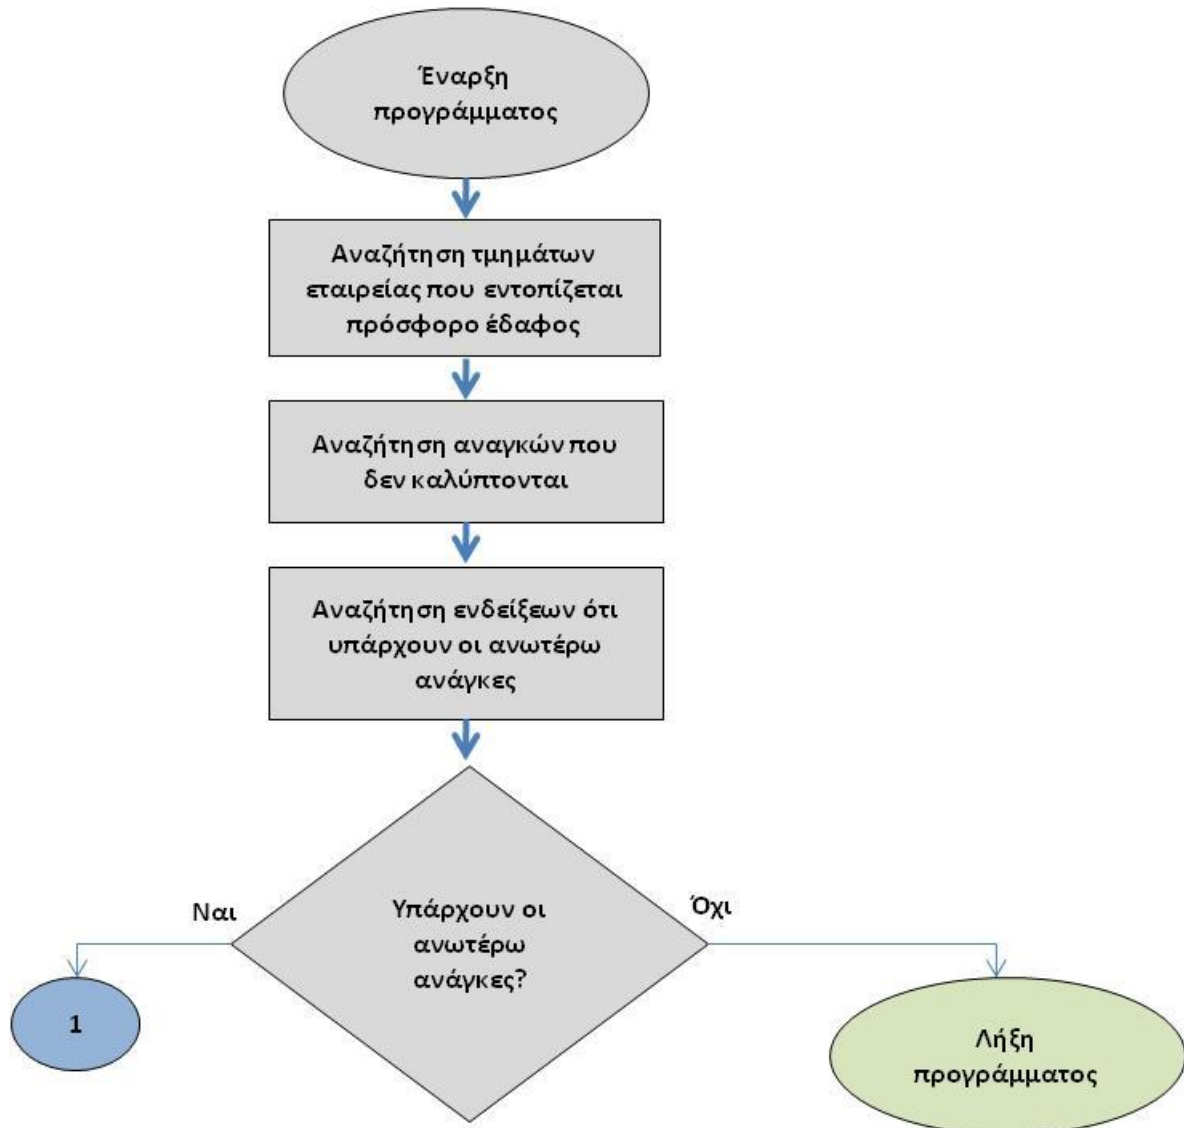 Έναρξη
προγράμματος
Αναζήτηση τμημάτων
εταιρείας που εντοπίζεται
πρόσφορο έδαφος
Αναζήτηση αναγκών που
δεν καλύπτονται
Αναζήτηση ενδείξεων ότι
υπάρχουν οι ανωτέρω
ανάγκες
Ναι
Υπάρχουν οι
ανωτέρω
ανάγκες?
Όχι
1
Λήξη
προγράμματος